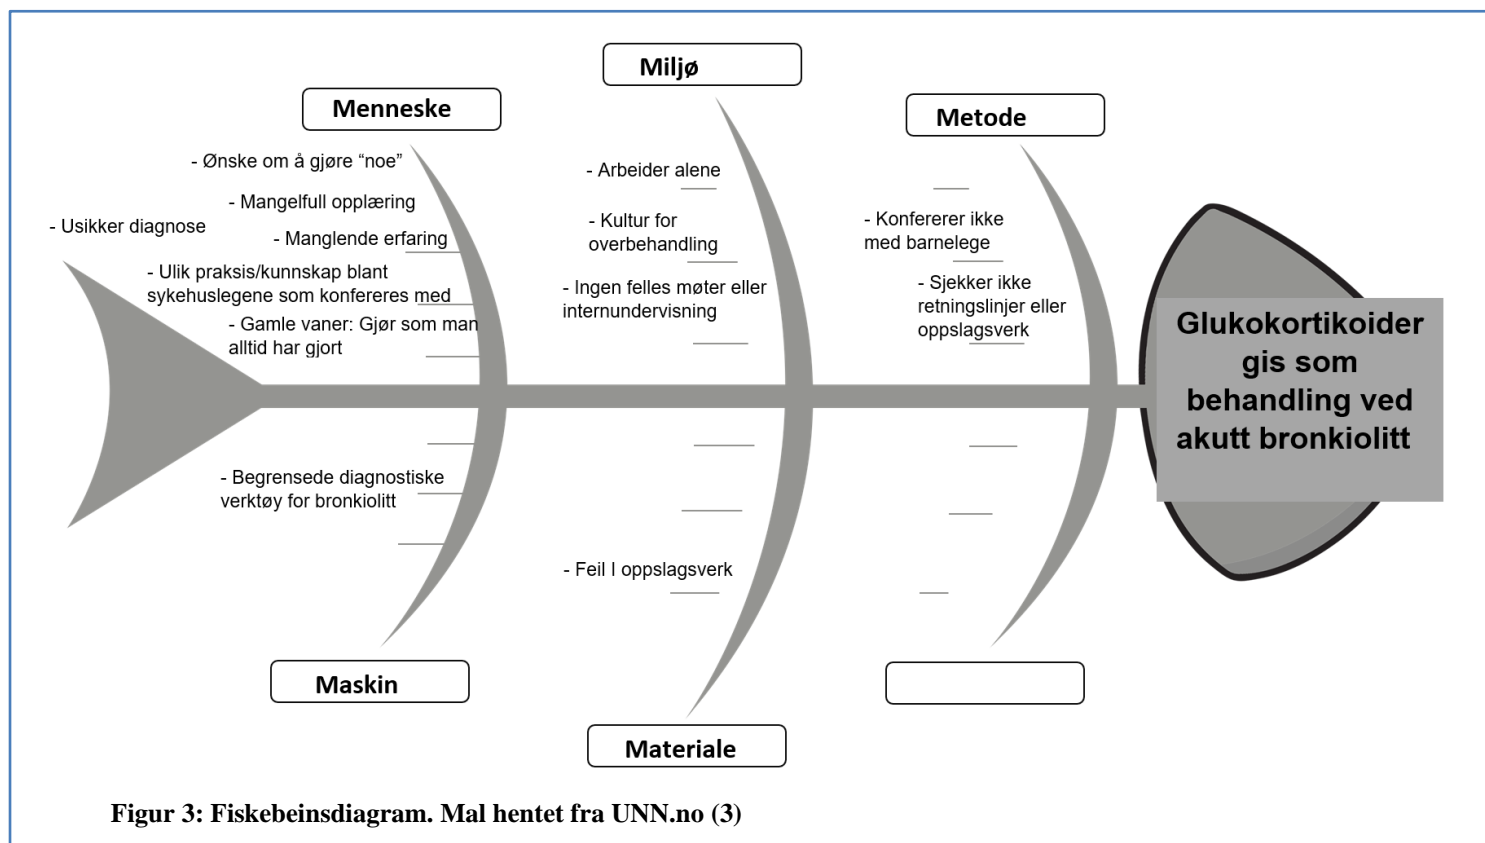 Miljø
Menneske
Metode
- Ønske om å gjøre “noe”
- Mangelfull opplæring
- Usikker diagnose
- Manglende erfaring
- Ulik praksis/kunnskap blant
sykehuslegene som konfereres med
- Gamle vaner: Gjør som man
alltid har gjort
- Arbeider alene
- Kultur for
overbehandling
- Ingen felles møter eller
internundervisning
- Konfererer ikke
med barnelege
- Sjekker ikke
retningslinjer eller
oppslagsverk
Glukokortikoider
gis som
behandling ved
akutt bronkiolitt
- Begrensede diagnostiske
verktøy for bronkiolitt
- Feil I oppslagsverk
Maskin
Materiale
Figur 3: Fiskebeinsdiagram. Mal hentet fra UNN.no (3)